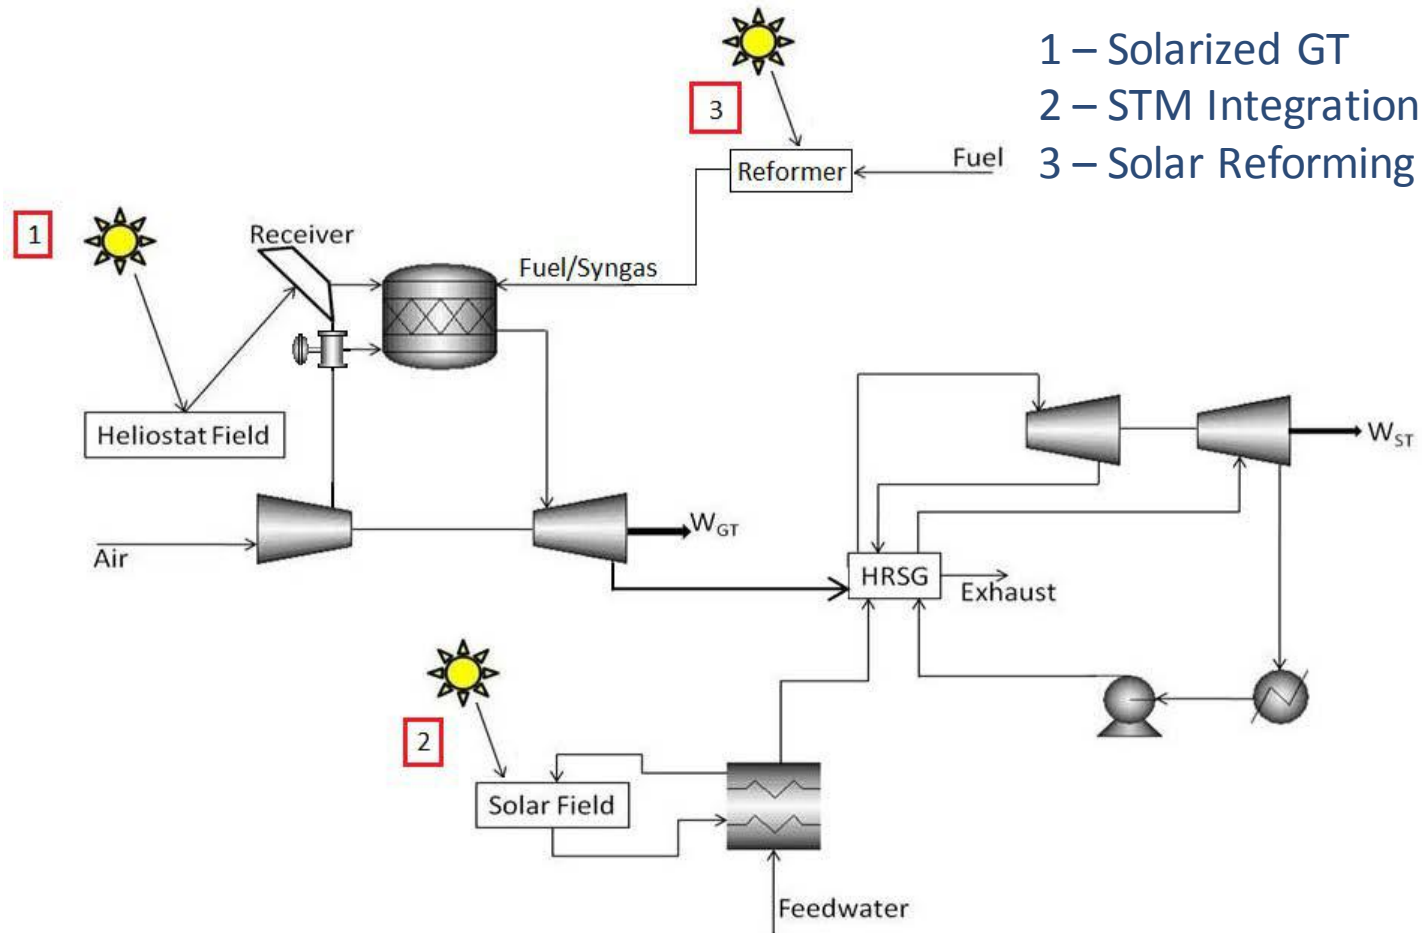 1 – Solarized GT
2 – STM Integration
3 – Solar Reforming
3
Reformer
Fuel
1
Receiver
Fuel/Syngas
Heliostat Field
Air
W_GT
W_ST
HRSG
Exhaust
2
Solar Field
Feedwater